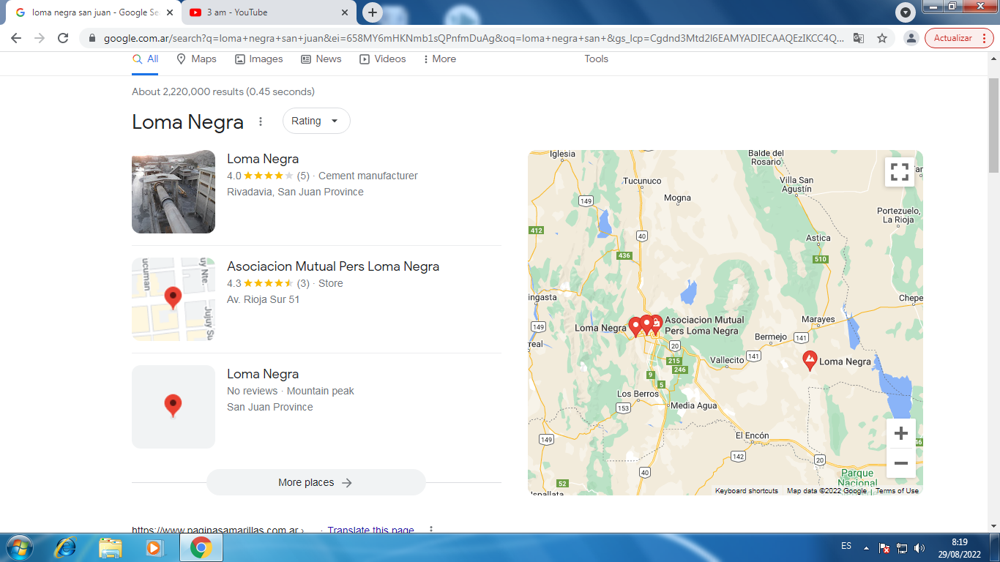 loma negra san juan - Google Se
3 am - YouTube
google.com.ar/search?q=loma+negra+san+juan&ei=658MY6mHKNmb1sQPnfmDuAg&oq=loma+negra+san+&gs_lcp=Cgdnd3Mtd2l6EAMYADIECAAQEzIKCC4Q...
Actualizar
All
Maps
Images
News
Videos
More
Tools
About 2,220,000 results (0.45 seconds)
Loma Negra
Rating
Loma Negra
4.0 (5) · Cement manufacturer
Rivadavia, San Juan Province
Asociacion Mutual Pers Loma Negra
4.3 (3) · Store
Av. Rioja Sur 51
ucuman
uy Nte.
Jujuy Su
Loma Negra
No reviews · Mountain peak
San Juan Province
More places
https://www.paginasamarillas.com.ar ›
Translate this page
Iglesia
Balde del
Rosario
Tucunuco
Villa San
Agustín
149
Mogna
Portezuelo,
La Rioja
412
40
Astica
436
510
ingasta
Chepe
149
Loma Negra
Asociacion Mutual
Pers Loma Negra
Marayes
rreal
20
Bermejo
141
215
246
Vallecito
141
Loma Negra
9
5
Los Berros
153
Media Agua
149
El Encón
46
142
20
40
Parque
Nacional
52
Uspallata
Keyboard shortcuts
Map data ©2022 Google
Terms of Use
ES
8:19
29/08/2022